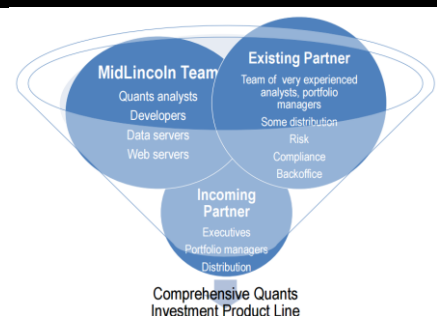 MidLincoln Team
Quants analysts
Developers
Data servers
Web servers
Existing Partner
Team of very experienced
analysts, portfolio
managers
Some distribution
Risk
Compliance
Backoffice
Incoming
Partner
Executives
Portfolio managers
Distribution
Comprehensive Quants
Investment Product Line